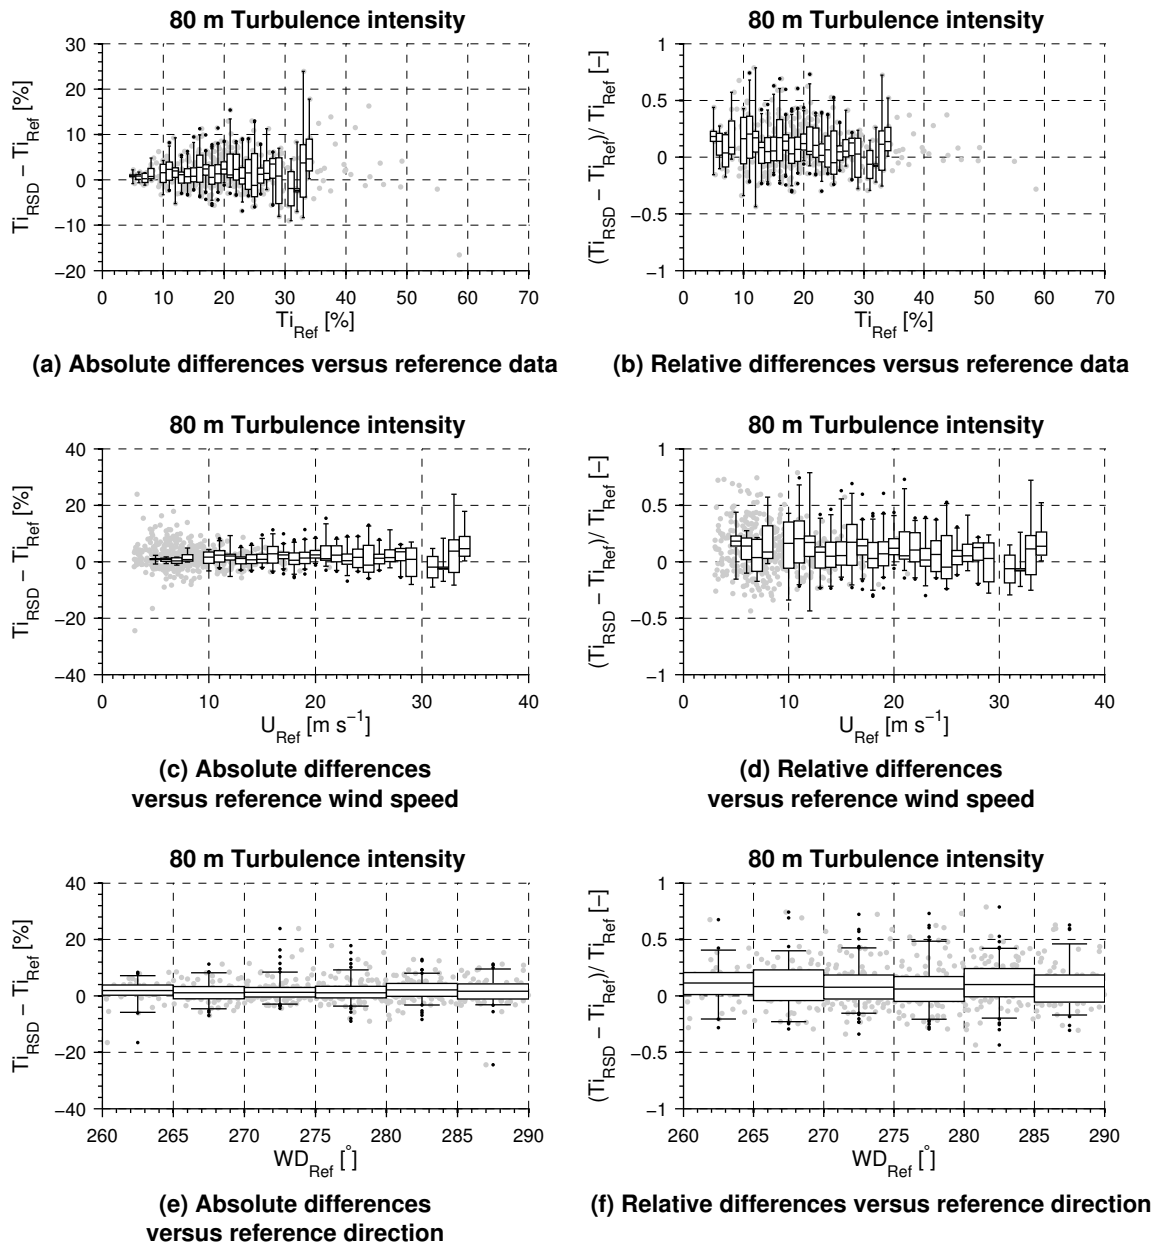 80 m Turbulence intensity
30
20
10
0
−10
−20
Ti_RSD − Ti_Ref [%]
0 10 20 30 40 50 60 70
Ti_Ref [%]
(a) Absolute differences versus reference data
80 m Turbulence intensity
1
0.5
0
−0.5
−1
(Ti_RSD − Ti_Ref)/ Ti_Ref [−]
0 10 20 30 40 50 60 70
Ti_Ref [%]
(b) Relative differences versus reference data
80 m Turbulence intensity
40
20
0
−20
−40
Ti_RSD − Ti_Ref [%]
0 10 20 30 40
U_Ref [m s⁻¹]
(c) Absolute differences
versus reference wind speed
80 m Turbulence intensity
1
0.5
0
−0.5
−1
(Ti_RSD − Ti_Ref)/ Ti_Ref [−]
0 10 20 30 40
U_Ref [m s⁻¹]
(d) Relative differences
versus reference wind speed
80 m Turbulence intensity
40
20
0
−20
−40
Ti_RSD − Ti_Ref [%]
260 265 270 275 280 285 290
WD_Ref [°]
(e) Absolute differences
versus reference direction
80 m Turbulence intensity
1
0.5
0
−0.5
−1
(Ti_RSD − Ti_Ref)/ Ti_Ref [−]
260 265 270 275 280 285 290
WD_Ref [°]
(f) Relative differences versus reference direction